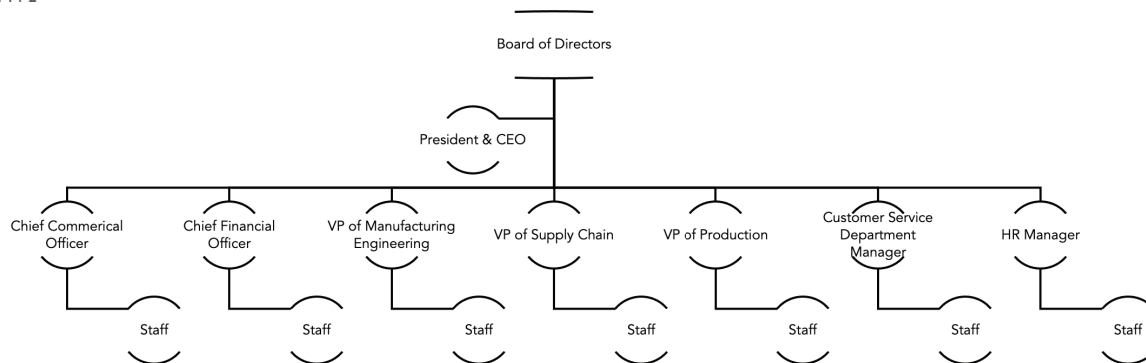 Board of Directors
President & CEO
Chief Commerical
Officer
Chief Financial
Officer
VP of Manufacturing
Engineering
VP of Supply Chain
VP of Production
Customer Service
Department
Manager
HR Manager
Staff
Staff
Staff
Staff
Staff
Staff
Staff